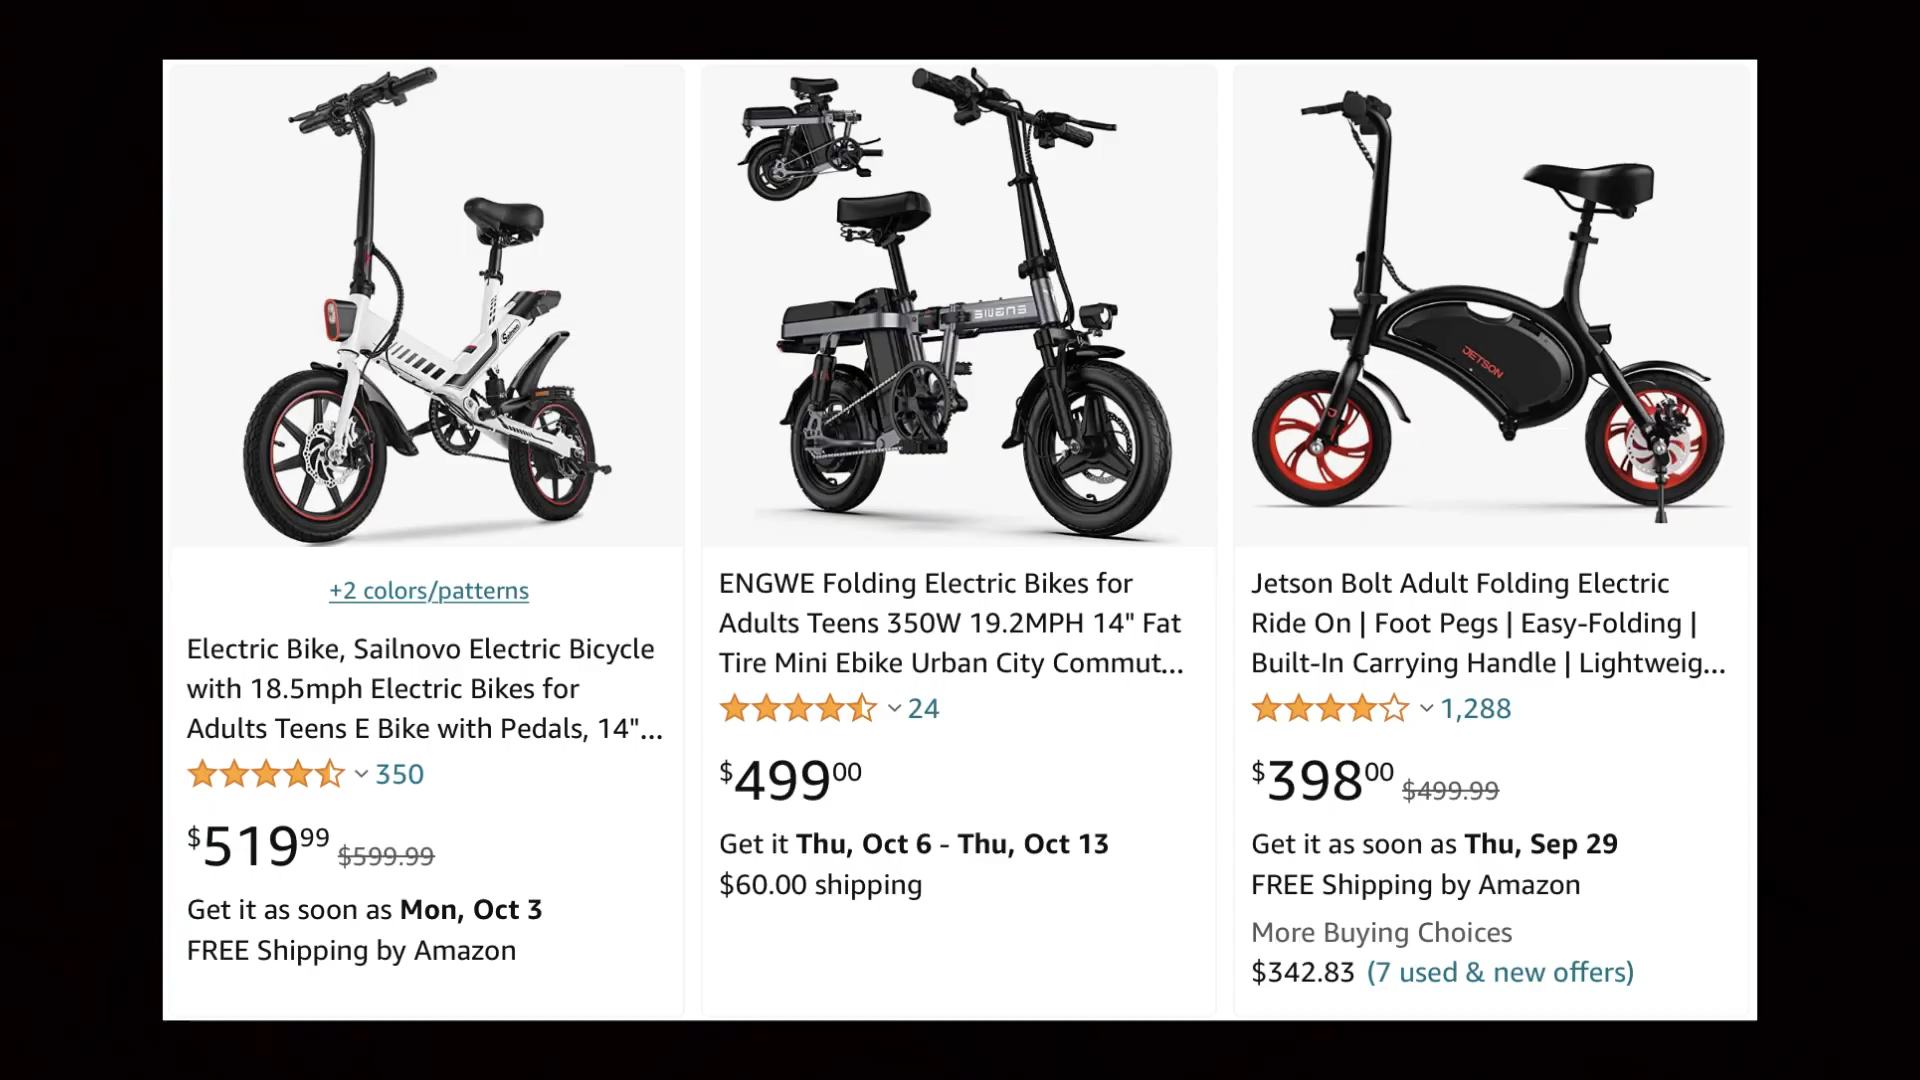 Sailnovo
+2 colors/patterns
Electric Bike, Sailnovo Electric Bicycle
with 18.5mph Electric Bikes for
Adults Teens E Bike with Pedals, 14"...
350
$519.99 $599.99
Get it as soon as Mon, Oct 3
FREE Shipping by Amazon
ENGWE Folding Electric Bikes for
Adults Teens 350W 19.2MPH 14" Fat
Tire Mini Ebike Urban City Commut...
24
$499.00
Get it Thu, Oct 6 - Thu, Oct 13
$60.00 shipping
JETSON
Jetson Bolt Adult Folding Electric
Ride On | Foot Pegs | Easy-Folding |
Built-In Carrying Handle | Lightweig...
1,288
$398.00 $499.99
Get it as soon as Thu, Sep 29
FREE Shipping by Amazon
More Buying Choices
$342.83 (7 used & new offers)